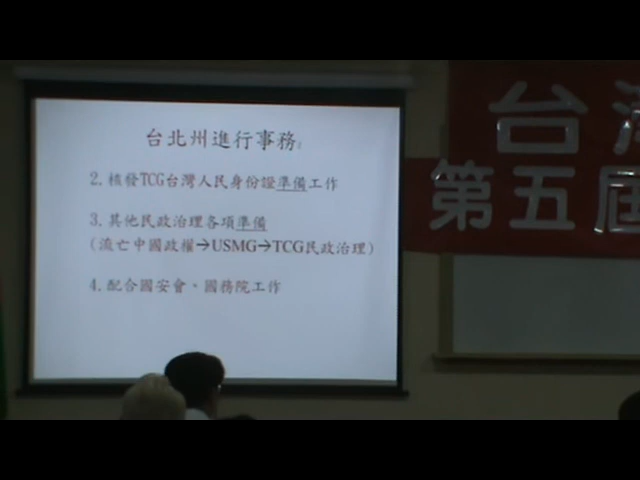 台北州進行事務2
2. 核發TCG台灣人民身份證準備工作
3. 其他民政治理各項準備
(流亡中國政權→USMG→TCG民政治理)
4. 配合國安會、國務院工作
台灣
第五屆